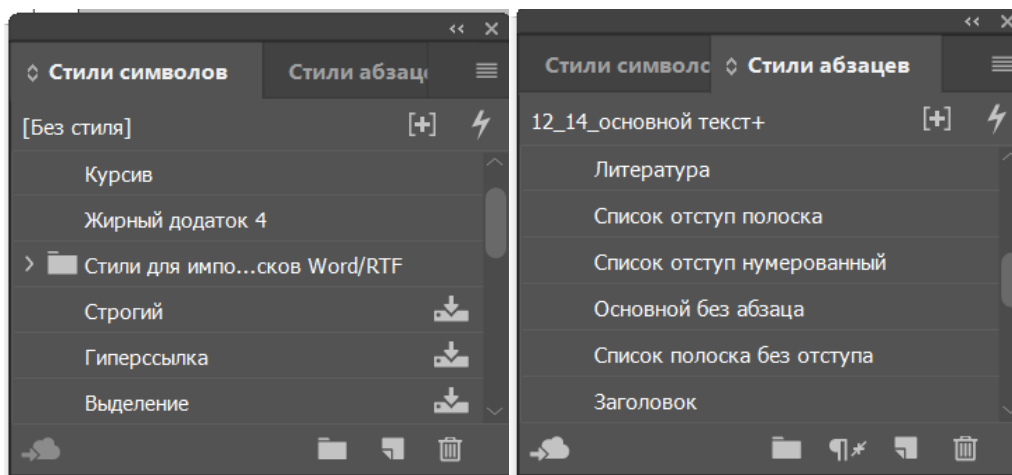 Стили символов
Стили абзаце
[Без стиля]
Курсив
Жирный додаток 4
Стили для импо...сков Word/RTF
Строгий
Гиперссылка
Выделение
Стили символс
Стили абзацев
12_14_основной текст+
Литература
Список отступ полоска
Список отступ нумерованный
Основной без абзаца
Список полоска без отступа
Заголовок